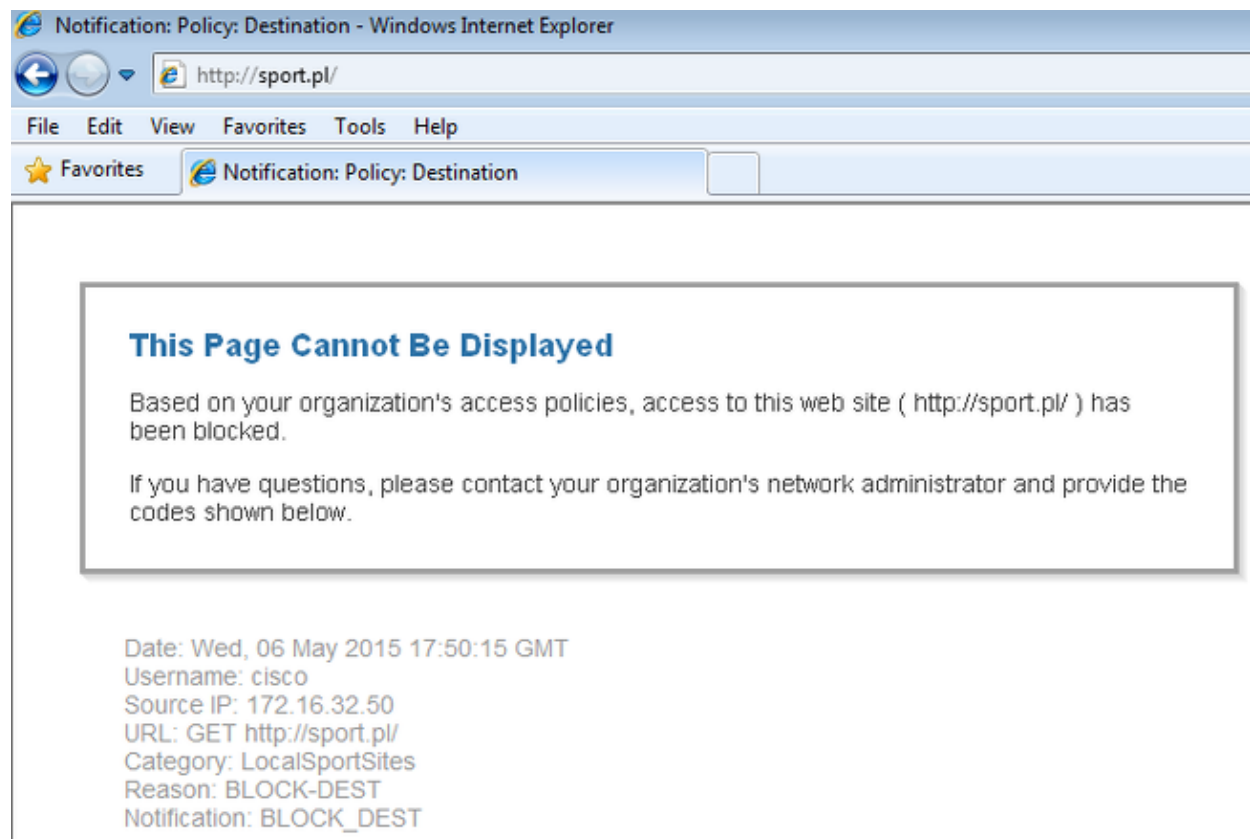 Notification: Policy: Destination - Windows Internet Explorer
http://sport.pl/
File Edit View Favorites Tools Help
Favorites Notification: Policy: Destination
This Page Cannot Be Displayed
Based on your organization's access policies, access to this web site ( http://sport.pl/ ) has
been blocked.
If you have questions, please contact your organization's network administrator and provide the
codes shown below.
Date: Wed, 06 May 2015 17:50:15 GMT
Username: cisco
Source IP: 172.16.32.50
URL: GET http://sport.pl/
Category: LocalSportSites
Reason: BLOCK-DEST
Notification: BLOCK_DEST